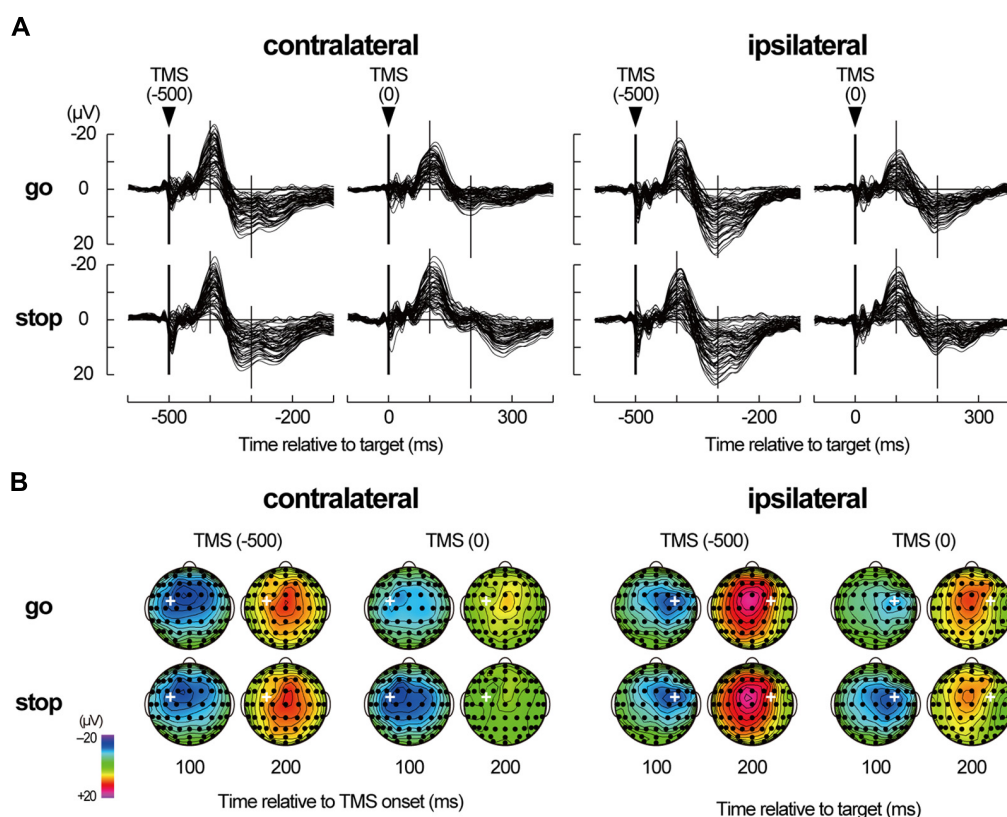 A
contralateral ipsilateral
TMS TMS TMS TMS
(-500) (0) (-500) (0)
(µV)
-20
go 0
20
-20
stop 0
20
-500 -200 0 300 -500 -200 0 300
Time relative to target (ms) Time relative to target (ms)
B
contralateral ipsilateral
TMS (-500) TMS (0) TMS (-500) TMS (0)
go
stop
(µV)
–20
+20
100 200 100 200 100 200 100 200
Time relative to TMS onset (ms) Time relative to target (ms)